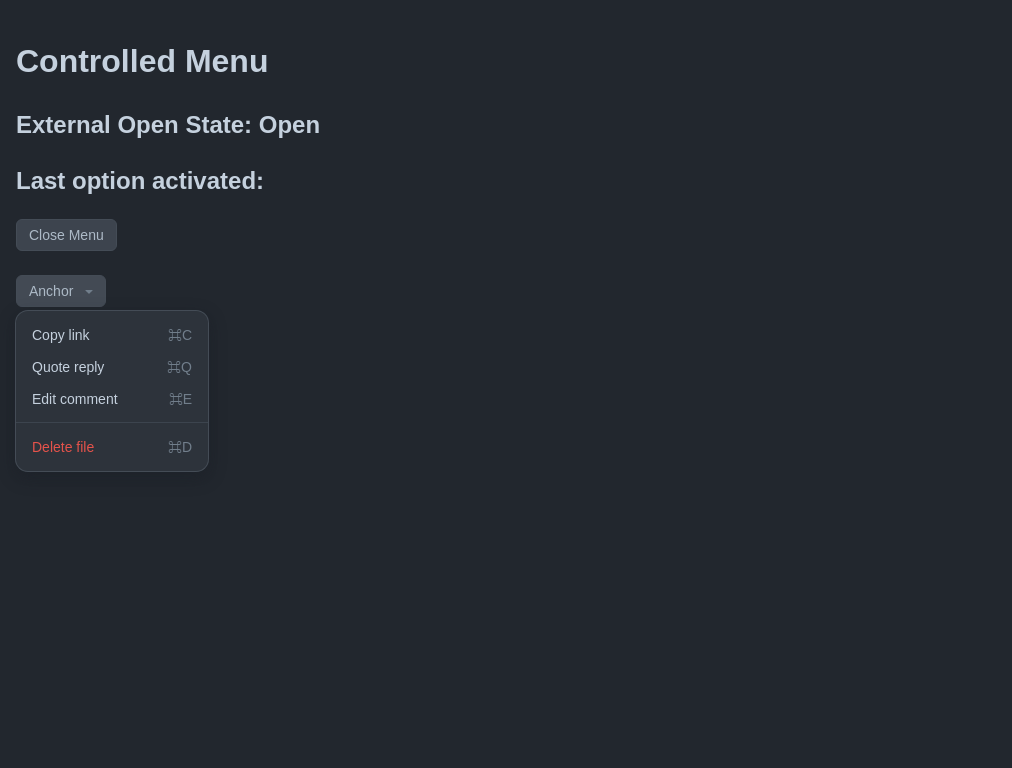 Controlled Menu
External Open State: Open
Last option activated:
Close Menu
Anchor
Copy link ⌘C
Quote reply ⌘Q
Edit comment ⌘E
Delete file ⌘D